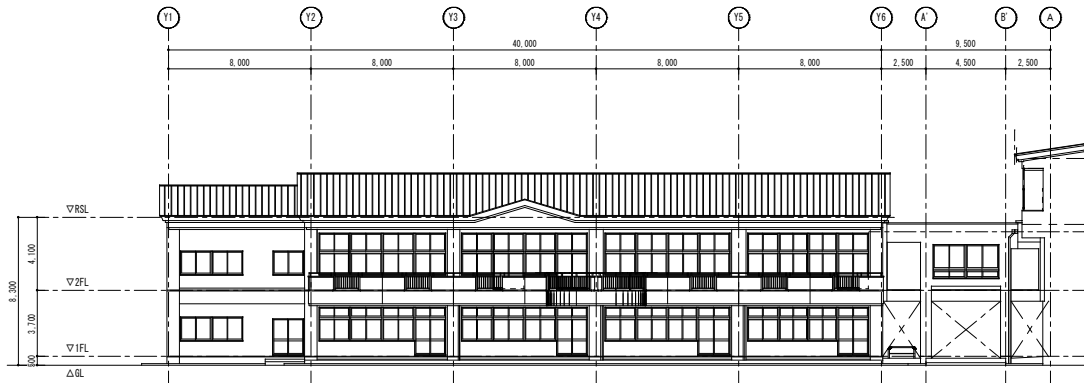 Y1 Y2 Y3 Y4 Y5 Y6 A' B' A
40,000 9,500
8,000 8,000 8,000 8,000 8,000 2,500 4,500 2,500
▽RSL
4,100
8,300
▽2FL
3,700
▽1FL
500
△GL